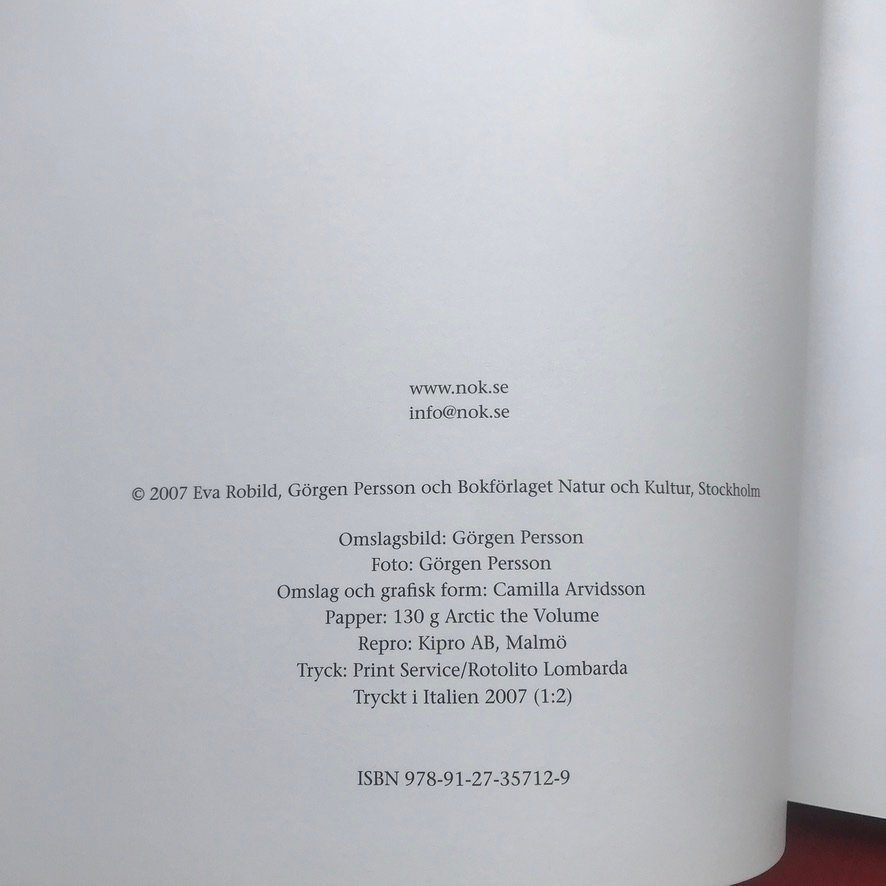 www.nok.se
info@nok.se
© 2007 Eva Robild, Görgen Persson och Bokförlaget Natur och Kultur, Stockholm
Omslagsbild: Görgen Persson
Foto: Görgen Persson
Omslag och grafisk form: Camilla Arvidsson
Papper: 130 g Arctic the Volume
Repro: Kipro AB, Malmö
Tryck: Print Service/Rotolito Lombarda
Tryckt i Italien 2007 (1:2)
ISBN 978-91-27-35712-9